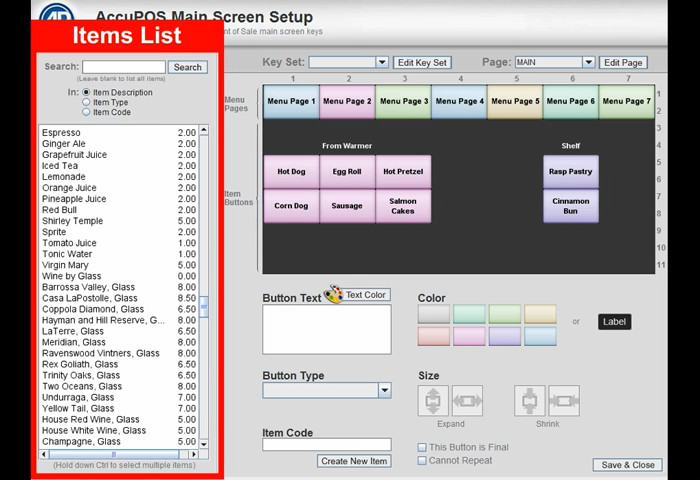 AccuPOS Main Screen Setup
nt of Sale main screen keys
Items List
Search:
Search
(Leave blank to list all items)
In:
Item Description
Item Type
Item Code
Espresso 2.00
Ginger Ale 2.00
Grapefruit Juice 2.00
Iced Tea 2.00
Lemonade 2.00
Orange Juice 2.00
Pineapple Juice 2.00
Red Bull 2.00
Shirley Temple 5.00
Sprite 2.00
Tomato Juice 1.00
Tonic Water 1.00
Virgin Mary 5.00
Wine by Glass 0.00
Barrossa Valley, Glass 8.00
Casa LaPostolle, Glass 8.50
Coppola Diamond, Glass 6.50
Hayman and Hill Reserve, G... 8.00
LaTerre, Glass 6.50
Meridian, Glass 8.00
Ravenswood Vintners, Glass 8.00
Rex Goliath, Glass 6.50
Trinity Oaks, Glass 6.50
Two Oceans, Glass 8.00
Undurraga, Glass 7.00
Yellow Tail, Glass 7.00
House Red Wine, Glass 5.00
House White Wine, Glass 5.00
Champagne, Glass 5.00
(Hold down Ctrl to select multiple items)
Key Set:
Edit Key Set
Page:
MAIN
Edit Page
1 2 3 4 5 6 7
Menu Pages
Menu Page 1
Menu Page 2
Menu Page 3
Menu Page 4
Menu Page 5
Menu Page 6
Menu Page 7
1
2
3
4
5
6
7
8
9
10
11
Item Buttons
From Warmer
Shelf
Hot Dog
Egg Roll
Hot Pretzel
Rasp Pastry
Corn Dog
Sausage
Salmon Cakes
Cinnamon Bun
Button Text
Text Color
Color
or
Label
Button Type
Size
Expand
Shrink
Item Code
This Button is Final
Cannot Repeat
Create New Item
Save & Close